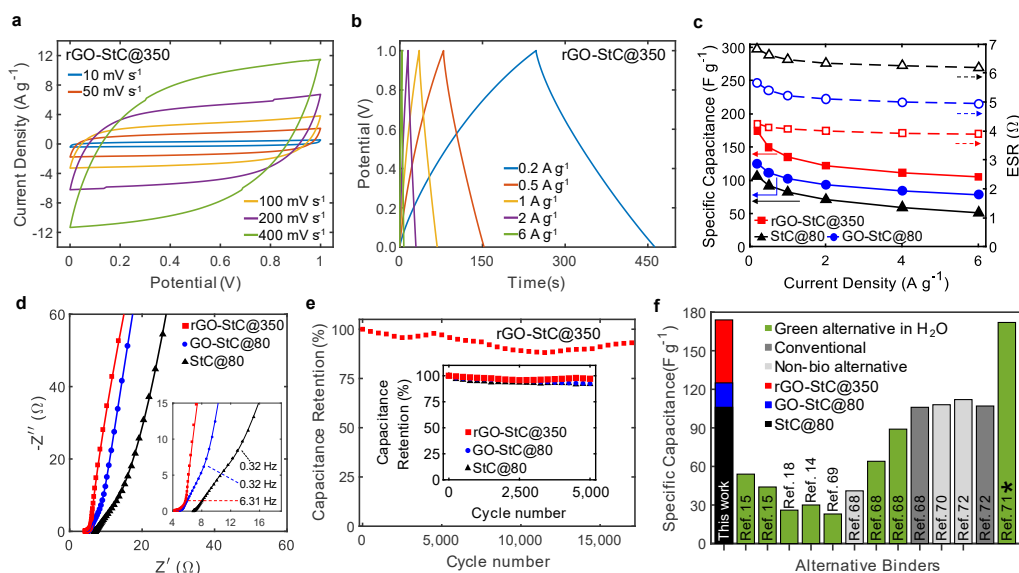 a
rGO-StC@350
10 mV s⁻¹
50 mV s⁻¹
100 mV s⁻¹
200 mV s⁻¹
400 mV s⁻¹
Current Density (A g⁻¹)
12
8
4
0
-4
-8
-12
0
0.2
0.4
0.6
0.8
1
Potential (V)
b
rGO-StC@350
0.2 A g⁻¹
0.5 A g⁻¹
1 A g⁻¹
2 A g⁻¹
6 A g⁻¹
Potential (V)
1.0
0.8
0.6
0.4
0.2
0.0
0
150
300
450
Time(s)
c
Specific Capacitance (F g⁻¹)
300
250
200
150
100
50
0
7
6
5
4
3
2
1
0
ESR (Ω)
rGO-StC@350
StC@80
GO-StC@80
0
2
4
6
Current Density (A g⁻¹)
d
rGO-StC@350
GO-StC@80
StC@80
-Z′′ (Ω)
60
40
20
0
0
20
40
60
Z′ (Ω)
15
10
5
0
4
8
12
16
0.32 Hz
0.32 Hz
6.31 Hz
e
rGO-StC@350
Capacitance Retention (%)
100
75
50
25
0
0
5,000
10,000
15,000
Cycle number
Capacitance
Retention (%)
100
50
0
rGO-StC@350
GO-StC@80
StC@80
0
2,500
5,000
Cycle number
f
Specific Capacitance(F g⁻¹)
180
150
120
90
60
30
0
Green alternative in H₂O
Conventional
Non-bio alternative
rGO-StC@350
GO-StC@80
StC@80
This work
Ref. 15
Ref. 15
Ref. 18
Ref. 14
Ref. 69
Ref. 68
Ref. 68
Ref. 68
Ref. 68
Ref. 70
Ref. 72
Ref. 72
Ref. 71*
Alternative Binders